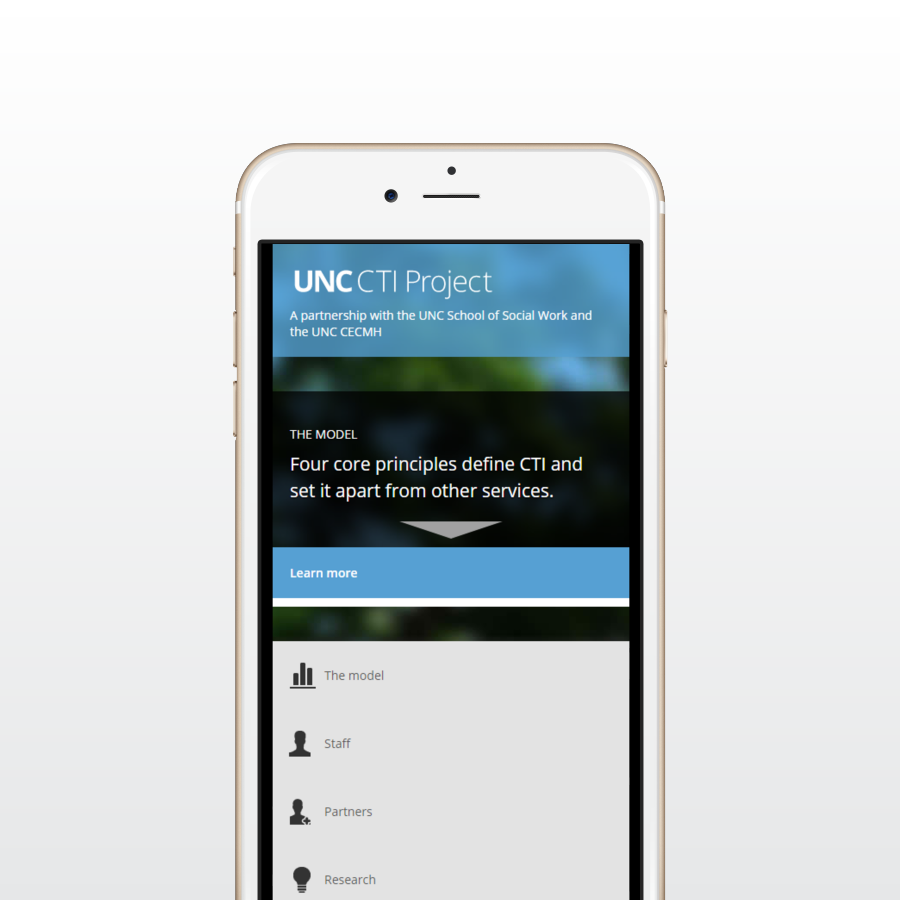 UNC CTI Project
A partnership with the UNC School of Social Work and
the UNC CECMH
THE MODEL
Four core principles define CTI and
set it apart from other services.
Learn more
The model
Staff
Partners
Research